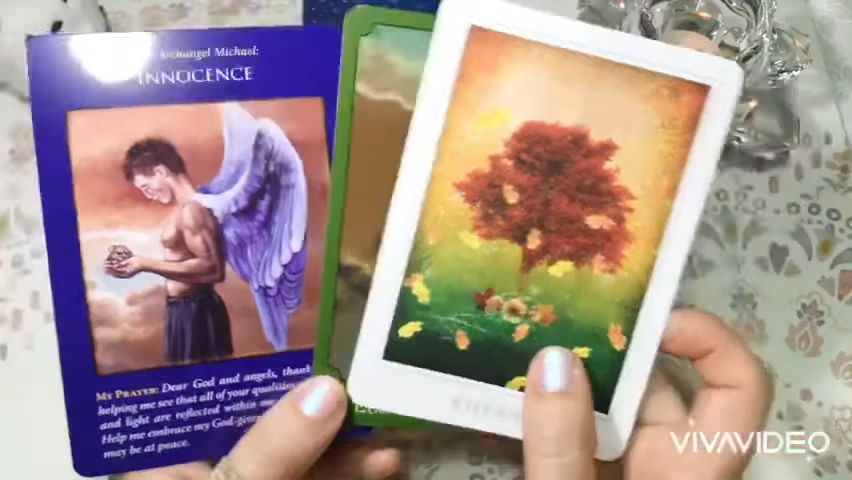 Archangel Michael:
INNOCENCE
MY PRAYER: Dear God and angels, thank
helping me see that all of your qualities
and light are reflected within me
Help me embrace my God-
may be at peace.
VIVAVIDEO